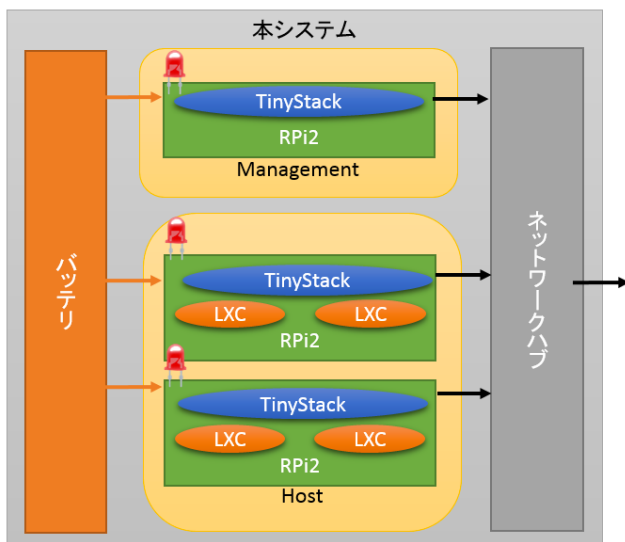 本システム
TinyStack
RPi2
Management
バッテリ
TinyStack
LXC LXC
RPi2
TinyStack
LXC LXC
RPi2
Host
ネットワークハブ